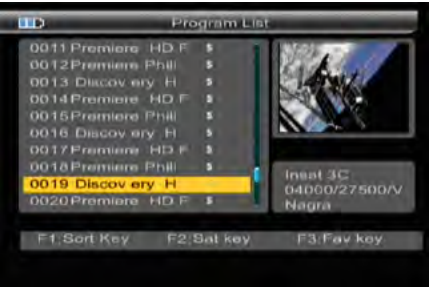 Program List
0011 Premiere HD F $
0012 Premiere Phili $
0013 Discov ery H $
0014 Premiere HD F $
0015 Premiere Phili $
0016 Discov ery H $
0017 Premiere HD F $
0018 Premiere Phili $
0019 Discov ery H
0020 Premiere HD F $
Insat 3C
04000/27500/V
Nagra
F1:Sort Key F2:Sat key F3:Fav key